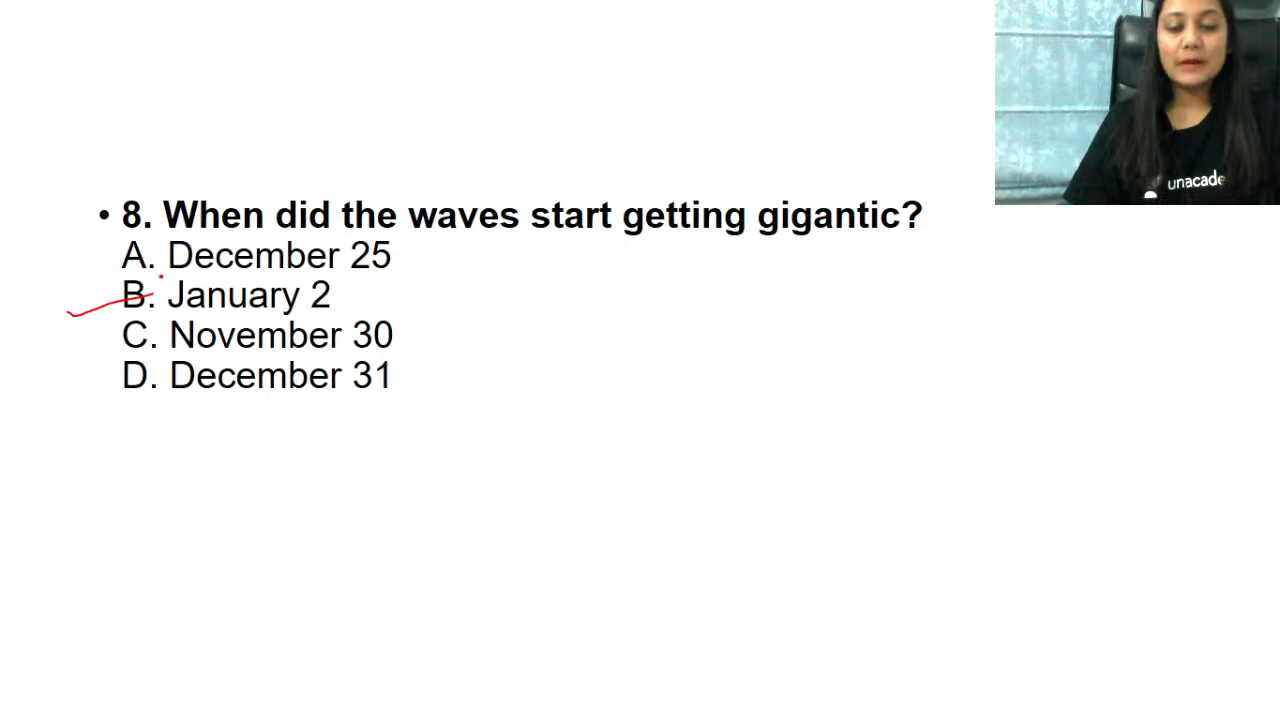 • 8. When did the waves start getting gigantic?
A. December 25
B. January 2
C. November 30
D. December 31
unacade